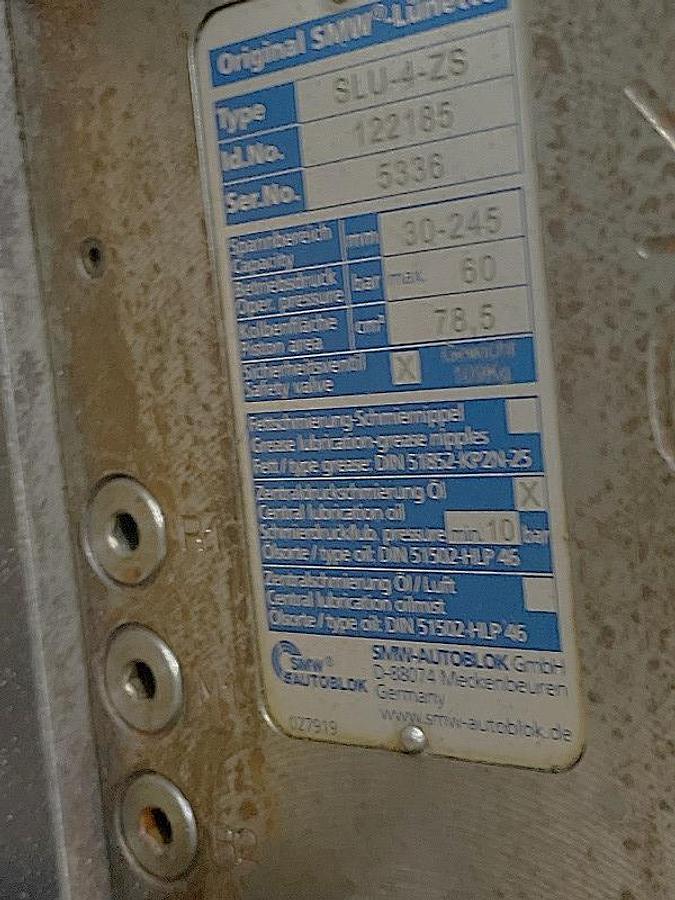 Original SMW®-Lünette
Type SLU-4-ZS
Id.No. 122185
Ser.No. 5336
Spannbereich mm 30-245
Capacity
Betriebsdruck bar max. 60
Oper. pressure
Kolbenfläche cm² 78,5
Piston area
Sicherheitsventil X Gewicht
Safety valve
Fettschmierung-Schmiernippel
Grease lubrication-grease nipples
Fett / type grease: DIN 51852-KP2N-25
Zentraldruckschmierung Öl X
Central lubrication oil
Schmierdruck/lub. pressure min. 10 bar
Ölsorte / type oil: DIN 51502-HLP 46
Zentralschmierung Öl / Luft
Central lubrication oilmist
Ölsorte / type oil: DIN 51502-HLP 46
SMW®
AUTOBLOK
SMW-AUTOBLOK GmbH
D-88074 Meckenbeuren
Germany
www.smw-autoblok.de
027919